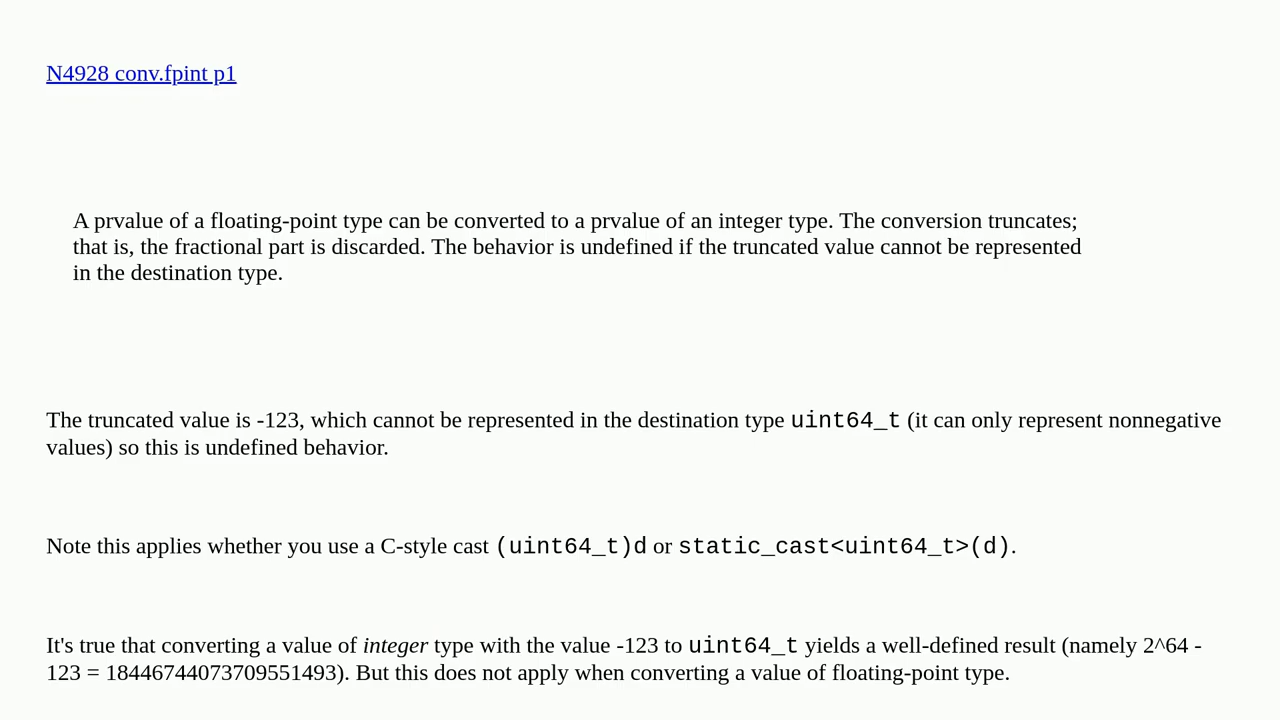 N4928 conv.fpint p1
A prvalue of a floating-point type can be converted to a prvalue of an integer type. The conversion truncates;
that is, the fractional part is discarded. The behavior is undefined if the truncated value cannot be represented
in the destination type.
The truncated value is -123, which cannot be represented in the destination type uint64_t (it can only represent nonnegative
values) so this is undefined behavior.
Note this applies whether you use a C-style cast (uint64_t)d or static_cast<uint64_t>(d).
It's true that converting a value of integer type with the value -123 to uint64_t yields a well-defined result (namely 2^64 -
123 = 18446744073709551493). But this does not apply when converting a value of floating-point type.